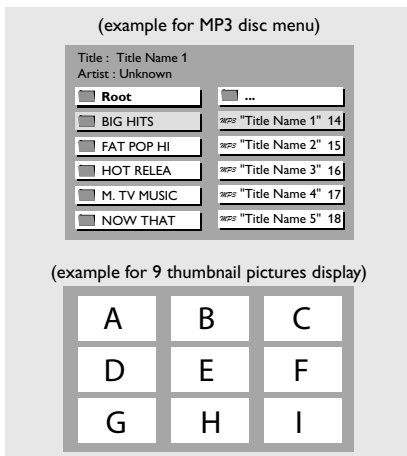 (example for MP3 disc menu)
Title : Title Name 1
Artist : Unknown
Root
...
BIG HITS
MP3 "Title Name 1" 14
FAT POP HI
MP3 "Title Name 2" 15
HOT RELEA
MP3 "Title Name 3" 16
M. TV MUSIC
MP3 "Title Name 4" 17
NOW THAT
MP3 "Title Name 5" 18
(example for 9 thumbnail pictures display)
A B C
D E F
G H I